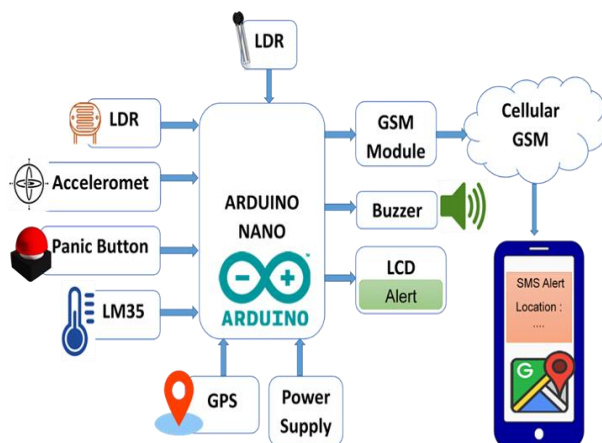 LDR
LDR
Acceleromet
Panic Button
LM35
GPS
Power
Supply
ARDUINO
NANO
ARDUINO
GSM
Module
Buzzer
LCD
Alert
Cellular
GSM
SMS Alert
Location :
....
G